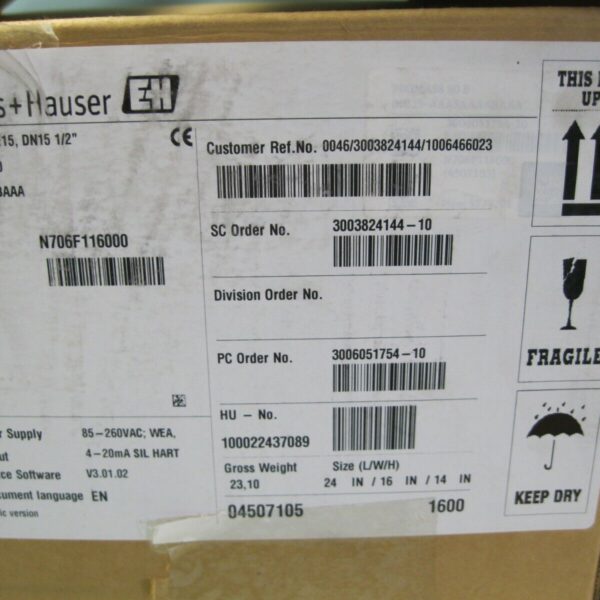 s+Hauser EH
15, DN15 1/2"
CE
0
BAAA
N706F116000
r Supply 85-260VAC; WEA,
ut 4-20mA SIL HART
ice Software V3.01.02
cument language EN
ic version
Customer Ref.No. 0046/3003824144/1006466023
SC Order No. 3003824144-10
Division Order No.
PC Order No. 3006051754-10
HU - No.
100022437089
Gross Weight Size (L/W/H)
23,10 24 IN / 16 IN / 14 IN
04507105 1600
THIS
UP
FRAGILE
KEEP DRY